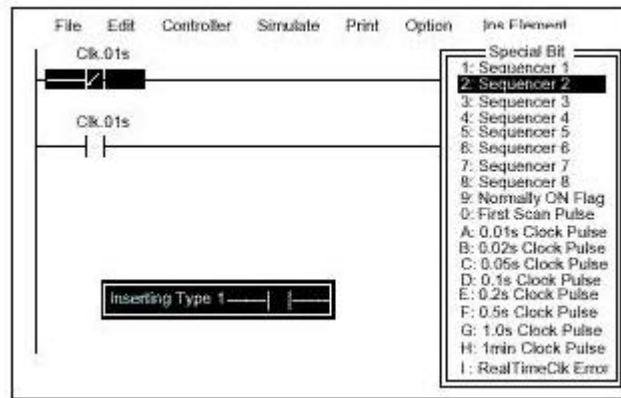 File Edit Controller Simulate Print Option Ins Element
Clk.01s
Clk.01s
Inserting Type 1
Special Bit
1: Sequencer 1
2: Sequencer 2
3: Sequencer 3
4: Sequencer 4
5: Sequencer 5
6: Sequencer 6
7: Sequencer 7
8: Sequencer 8
9: Normally ON Flag
0: First Scan Pulse
A: 0.01s Clock Pulse
B: 0.02s Clock Pulse
C: 0.05s Clock Pulse
D: 0.1s Clock Pulse
E: 0.2s Clock Pulse
F: 0.5s Clock Pulse
G: 1.0s Clock Pulse
H: 1min Clock Pulse
I : RealTimeClk Error